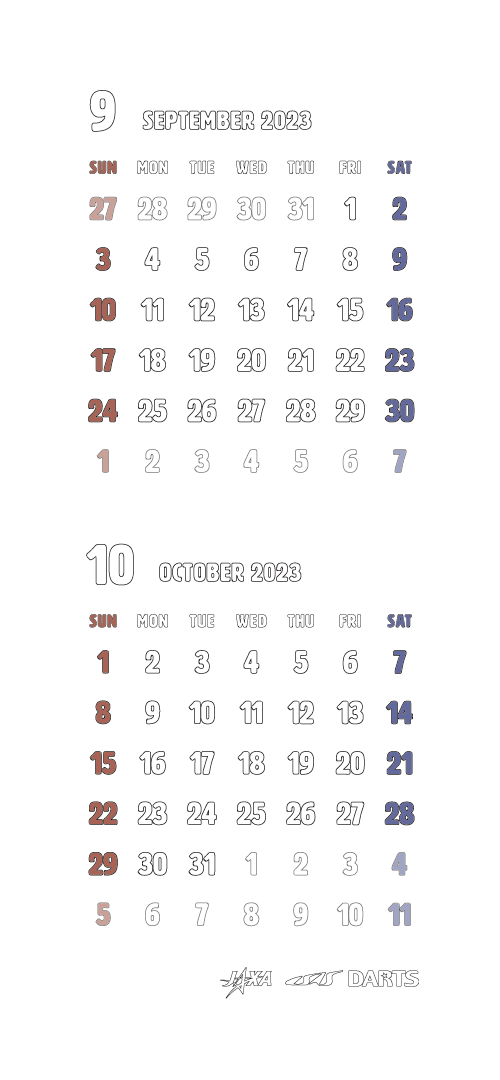 9 SEPTEMBER 2023
SUN MON TUE WED THU FRI SAT
27 28 29 30 31 1 2
3 4 5 6 7 8 9
10 11 12 13 14 15 16
17 18 19 20 21 22 23
24 25 26 27 28 29 30
1 2 3 4 5 6 7
10 OCTOBER 2023
SUN MON TUE WED THU FRI SAT
1 2 3 4 5 6 7
8 9 10 11 12 13 14
15 16 17 18 19 20 21
22 23 24 25 26 27 28
29 30 31 1 2 3 4
5 6 7 8 9 10 11
JAXA ISAS DARTS